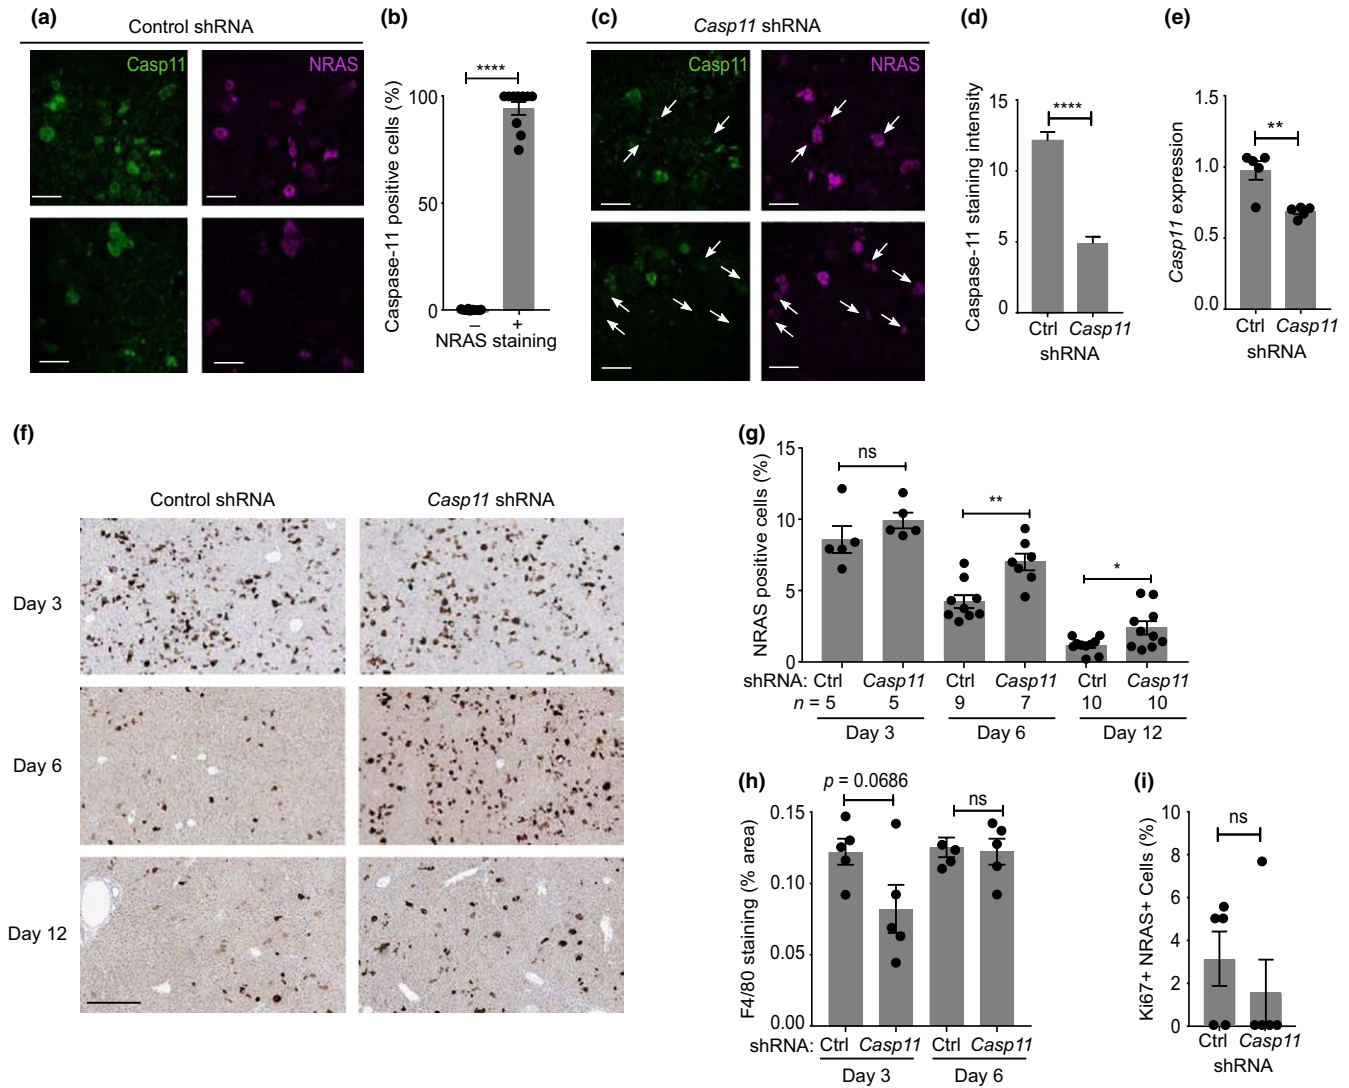 (a)
Control shRNA
Casp11
NRAS
(b)
Caspase-11 positive cells (%)
100
50
0
****
–
+
NRAS staining
(c)
Casp11 shRNA
Casp11
NRAS
(d)
Caspase-11 staining intensity
15
10
5
0
****
Ctrl Casp11
shRNA
(e)
Casp11 expression
1.5
1.0
0.5
0.0
**
Ctrl Casp11
shRNA
(f)
Control shRNA
Casp11 shRNA
Day 3
Day 6
Day 12
(g)
NRAS positive cells (%)
15
10
5
0
ns
**
*
shRNA: Ctrl Casp11 Ctrl Casp11 Ctrl Casp11
n = 5 5 9 7 10 10
Day 3 Day 6 Day 12
(h)
F4/80 staining (% area)
0.15
0.10
0.05
0.00
p = 0.0686
ns
shRNA: Ctrl Casp11 Ctrl Casp11
Day 3 Day 6
(i)
Ki67+ NRAS+ Cells (%)
10
8
6
4
2
0
ns
Ctrl Casp11
shRNA